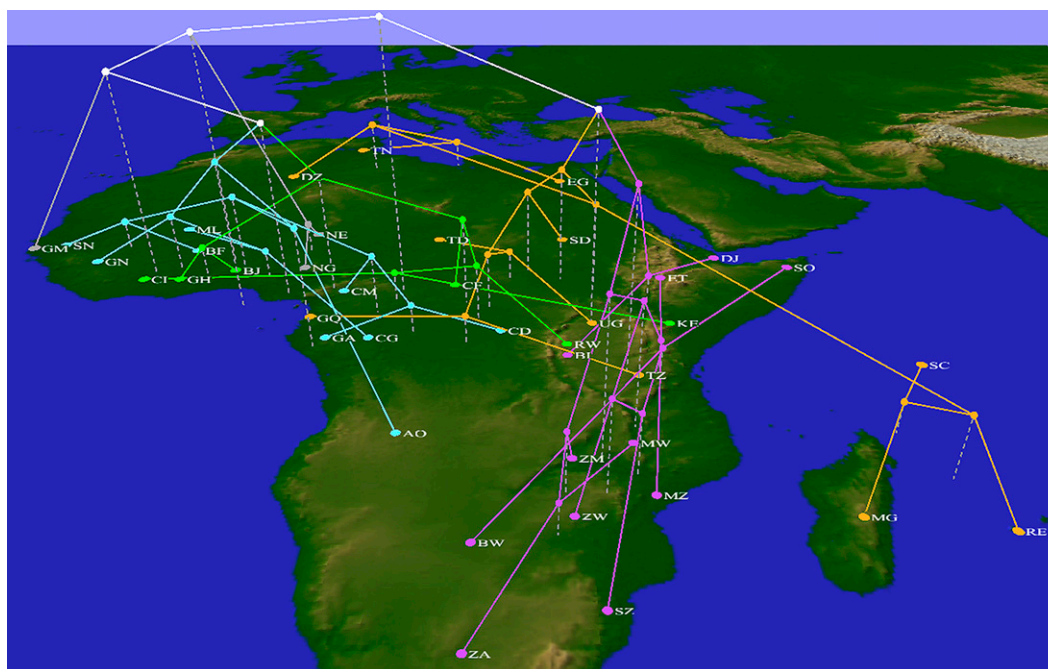 TN
DZ
EG
ML
NE
GM
SN
BF
TD
SD
GN
BJ
NG
DJ
SO
CI
GH
CM
CF
ET
GQ
GA
CG
CD
UG
KE
RW
BI
TZ
SC
AO
MW
ZM
MZ
ZW
MG
RE
BW
SZ
ZA